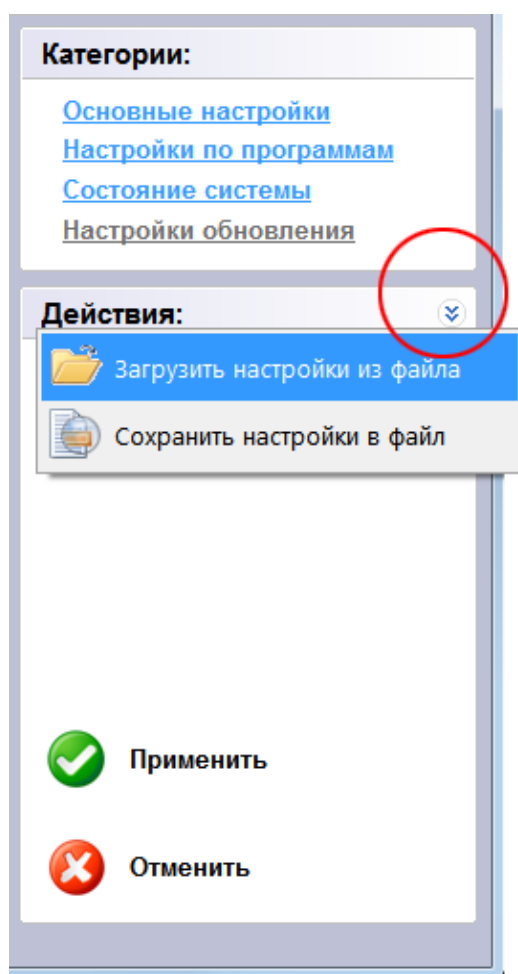 Категории:
Основные настройки
Настройки по программам
Состояние системы
Настройки обновления
Действия:
Загрузить настройки из файла
Сохранить настройки в файл
Применить
Отменить